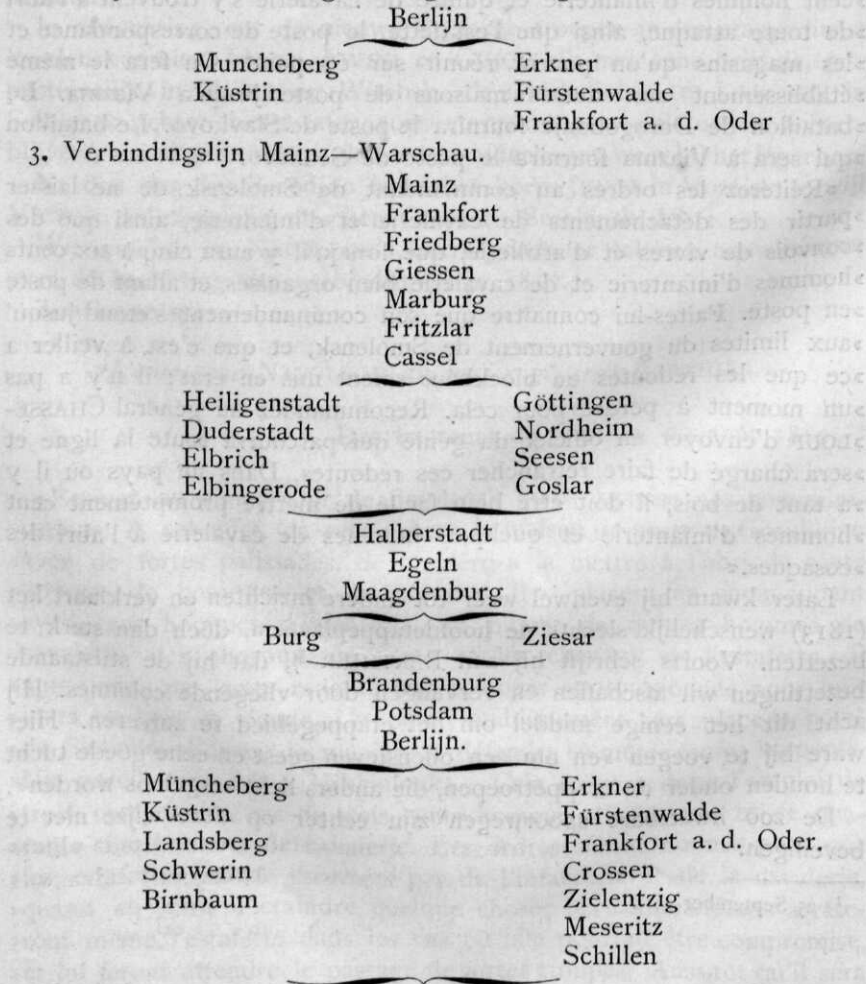 Berlijn
Muncheberg Erkner
Küstrin Fürstenwalde
Frankfort a. d. Oder
3. Verbindingslijn Mainz—Warschau.
Mainz
Frankfort
Friedberg
Giessen
Marburg
Fritzlar
Cassel
Heiligenstadt Göttingen
Duderstadt Nordheim
Elbrich Seesen
Elbingerode Goslar
Halberstadt
Egeln
Maagdenburg
Burg Ziesar
Brandenburg
Potsdam
Berlijn.
Müncheberg Erkner,
Küstrin Fürstenwalde
Landsberg Frankfort a. d. Oder.
Schwerin Crossen
Birnbaum Zielentzig
Meseritz
Schillen